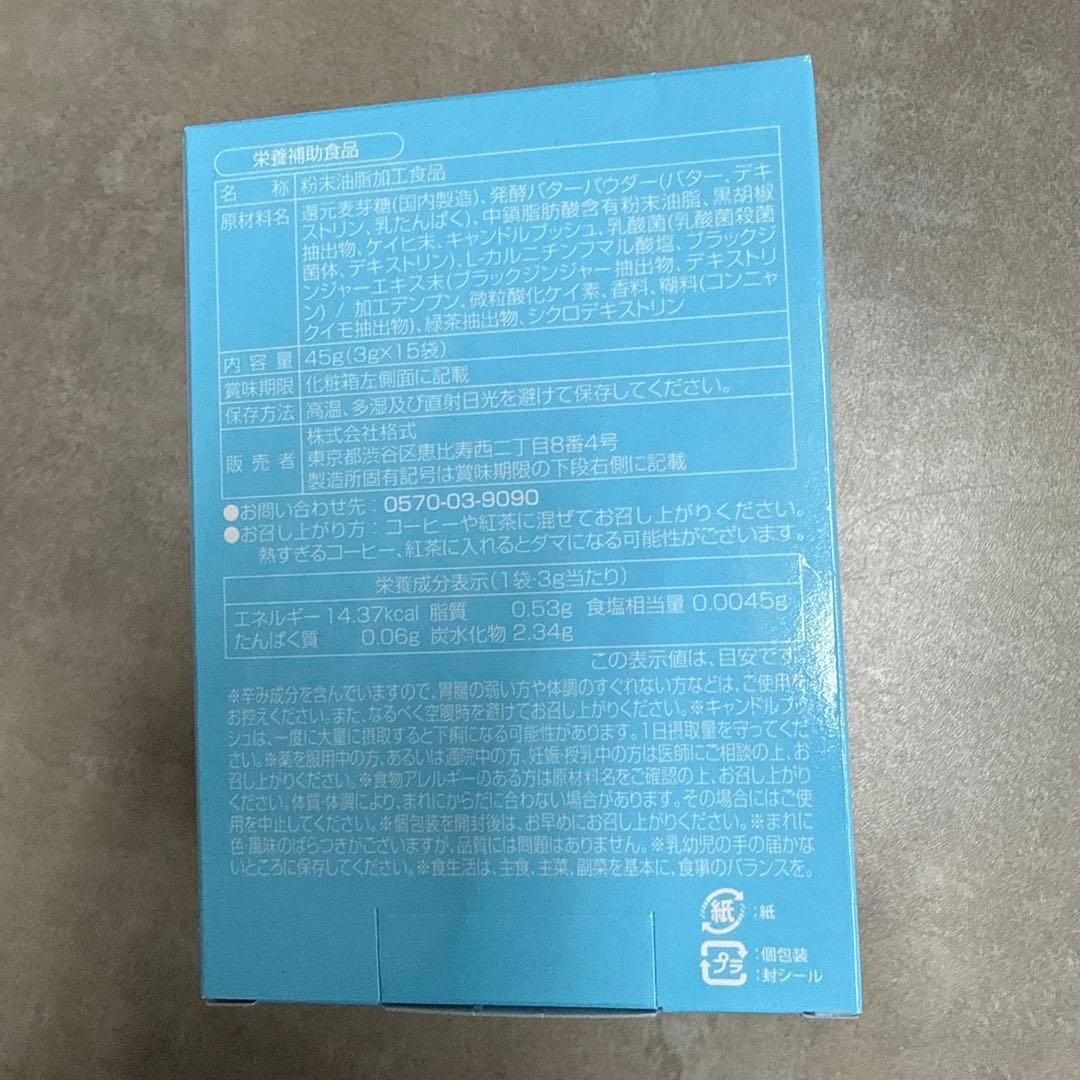 栄養補助食品
名称 粉末油脂加工食品
原材料名 還元麦芽糖(国内製造)、発酵バターパウダー(バター、デキ
ストリン、乳たんぱく)、中鎖脂肪酸含有粉末油脂、黒胡椒
抽出物、ケイヒ末、キャンドルブッシュ、乳酸菌(乳酸菌殺菌
菌体、デキストリン)、L-カルニチンフマル酸塩、ブラックジ
ンジャーエキス末(ブラックジンジャー抽出物、デキストリ
ン) / 加工デンプン、微粒酸化ケイ素、香料、糊料(コンニャ
クイモ抽出物)、緑茶抽出物、シクロデキストリン
内容量 45g(3g×15袋)
賞味期限 化粧箱左側面に記載
保存方法 高温、多湿及び直射日光を避けて保存してください。
販売者 株式会社格式
東京都渋谷区恵比寿西二丁目8番4号
製造所固有記号は賞味期限の下段右側に記載
●お問い合わせ先：0570-03-9090
●お召し上がり方：コーヒーや紅茶に混ぜてお召し上がりください。
熱すぎるコーヒー、紅茶に入れるとダマになる可能性がございます。
栄養成分表示(1袋・3g当たり)
エネルギー 14.37kcal 脂質 0.53g 食塩相当量 0.0045g
たんぱく質 0.06g 炭水化物 2.34g
この表示値は、目安です。
※辛み成分を含んでいますので、胃腸の弱い方や体調のすぐれない方などは、ご使用を
お控えください。また、なるべく空腹時を避けてお召し上がりください。※キャンドルブッ
シュは、一度に大量に摂取すると下痢になる可能性があります。1日摂取量を守ってくだ
さい。※薬を服用中の方、あるいは通院中の方、妊娠・授乳中の方は医師にご相談の上、お
召し上がりください。※食物アレルギーのある方は原材料名をご確認の上、お召し上がり
ください。体質・体調により、まれにからだに合わない場合があります。その場合にはご使
用を中止してください。※個包装を開封後は、お早めにお召し上がりください。※まれに
色・風味のばらつきがございますが、品質には問題はありません。※乳幼児の手の届かな
いところに保存してください。※食生活は、主食、主菜、副菜を基本に、食事のバランスを。
紙：紙
プラ：個包装
：封シール